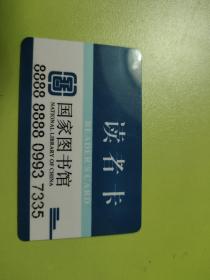 读者卡
READER'S CARD
国家图书馆
NATIONAL LIBRARY OF CHINA
8888 8888 0993 7335